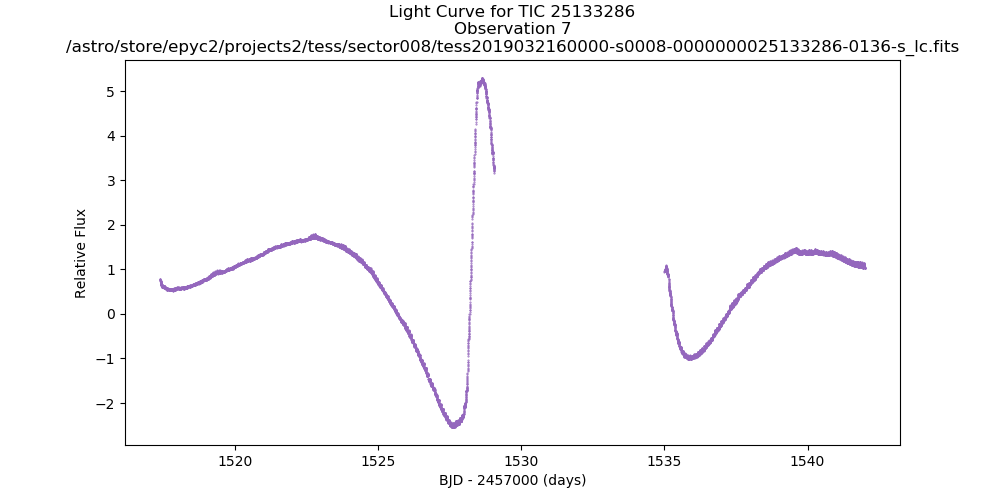 Light Curve for TIC 25133286
Observation 7
/astro/store/epyc2/projects2/tess/sector008/tess2019032160000-s0008-0000000025133286-0136-s_lc.fits
5
4
3
2
1
0
−1
−2
Relative Flux
1520
1525
1530
1535
1540
BJD - 2457000 (days)